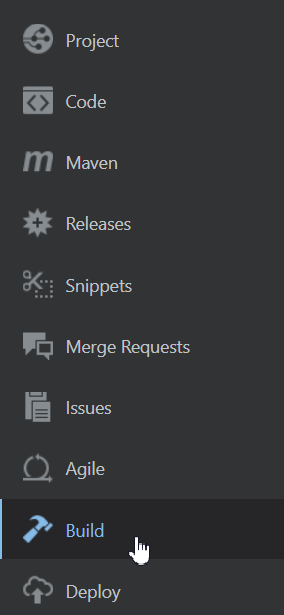 Project
Code
m Maven
Releases
Snippets
Merge Requests
Issues
Agile
Build
Deploy